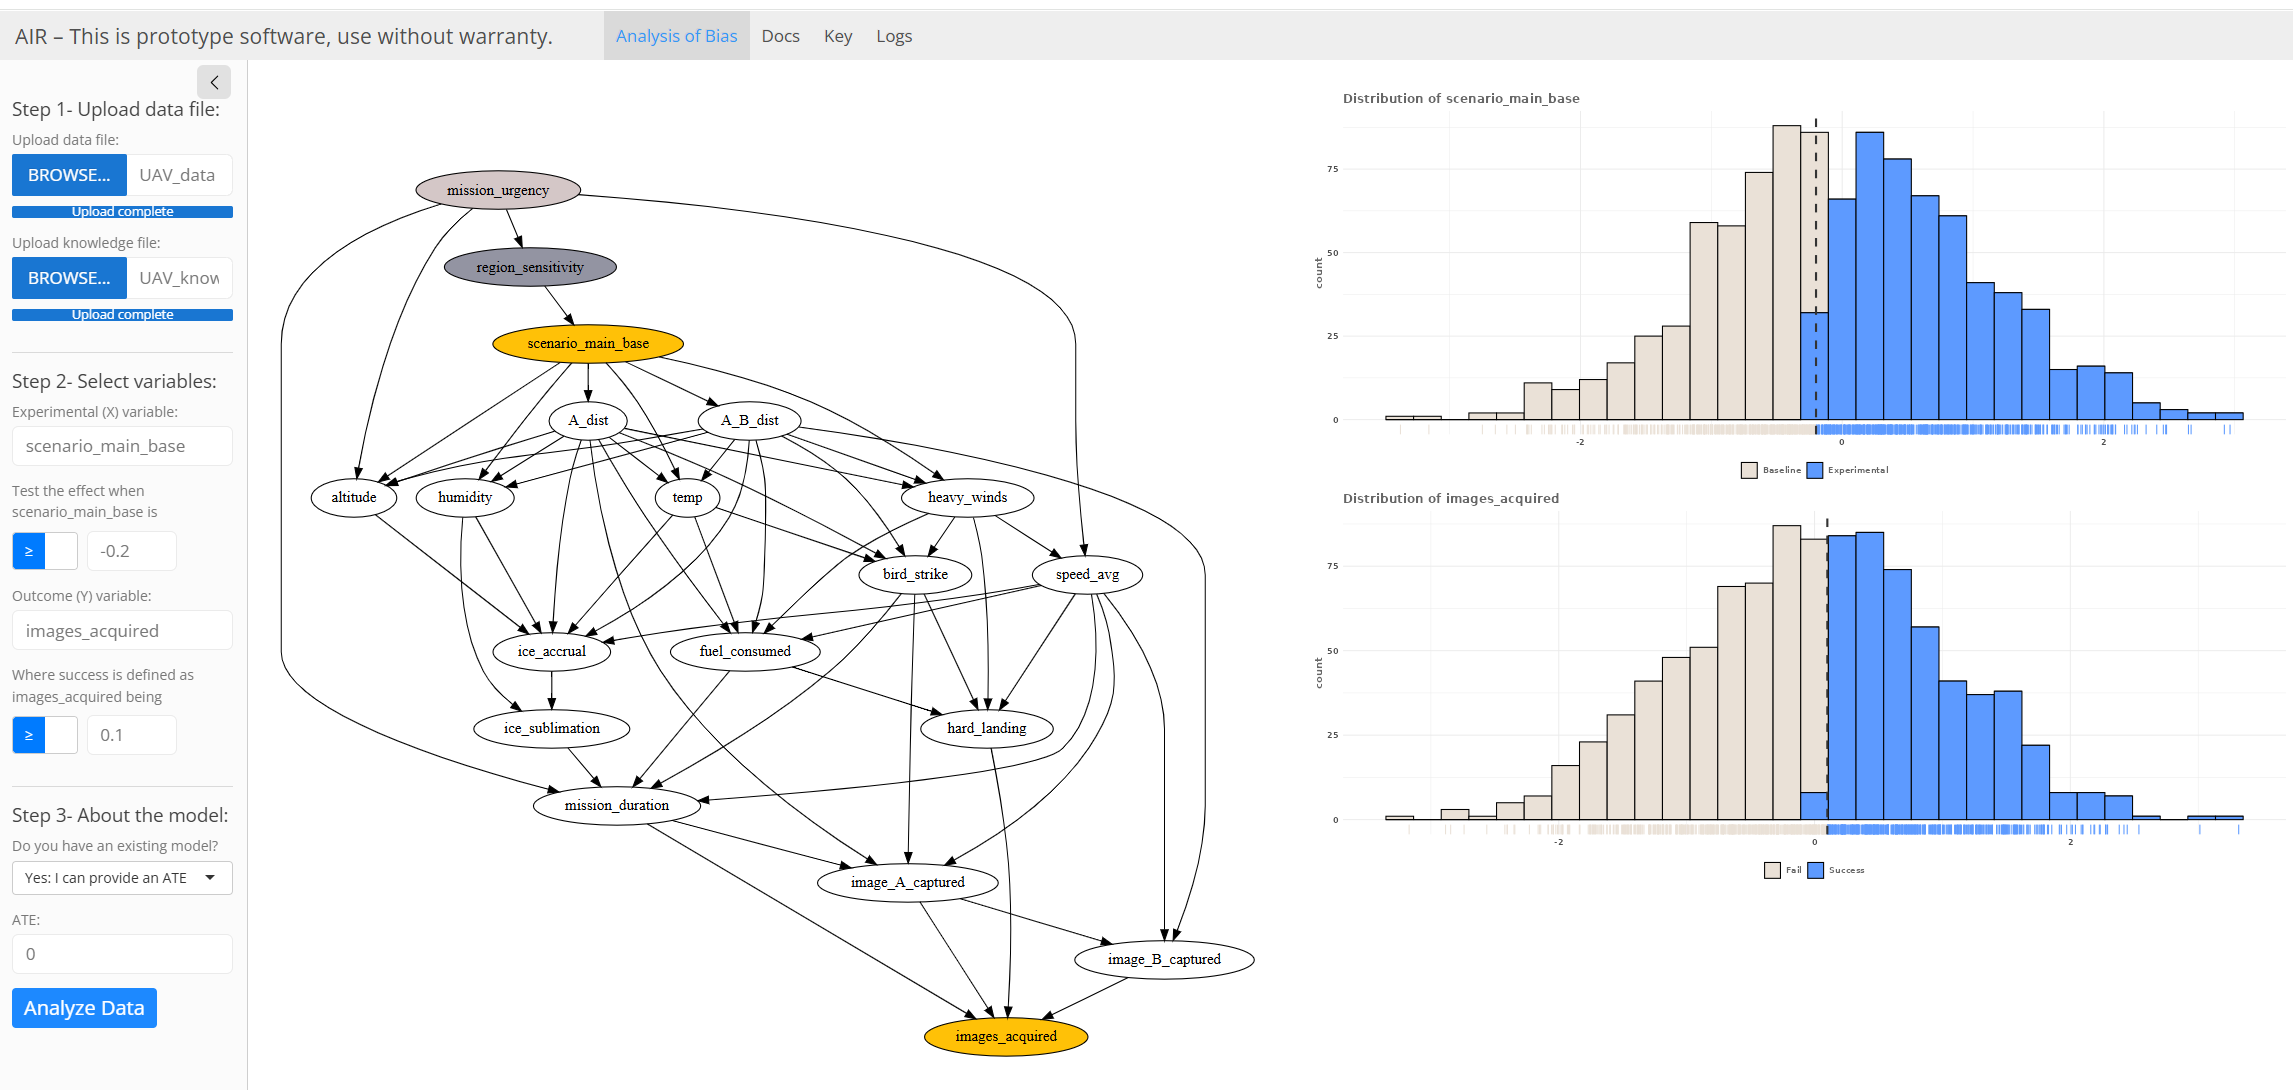 AIR – This is prototype software, use without warranty.
Analysis of Bias
Docs
Key
Logs
Step 1- Upload data file:
Upload data file:
BROWSE...
UAV_data
Upload complete
Upload knowledge file:
BROWSE...
UAV_know
Upload complete
Step 2- Select variables:
Experimental (X) variable:
scenario_main_base
Test the effect when
scenario_main_base is
≥
-0.2
Outcome (Y) variable:
images_acquired
Where success is defined as
images_acquired being
≥
0.1
Step 3- About the model:
Do you have an existing model?
Yes: I can provide an ATE
ATE:
0
Analyze Data
mission_urgency
region_sensitivity
scenario_main_base
A_dist
A_B_dist
altitude
humidity
temp
heavy_winds
bird_strike
speed_avg
ice_accrual
fuel_consumed
ice_sublimation
hard_landing
mission_duration
image_A_captured
image_B_captured
images_acquired
Distribution of scenario_main_base
count
75
50
25
0
-2
0
2
Baseline
Experimental
Distribution of images_acquired
count
75
50
25
0
-2
0
2
Fail
Success